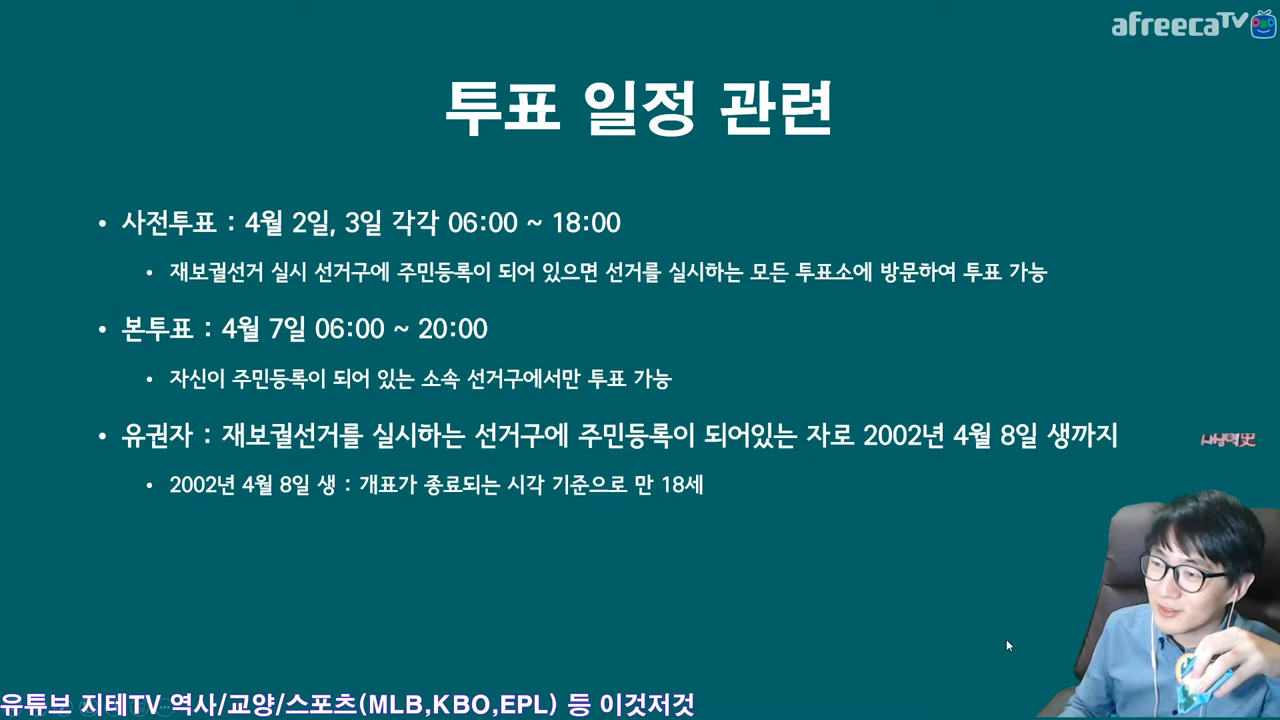 afreecaTV
투표 일정 관련
• 사전투표 : 4월 2일, 3일 각각 06:00 ~ 18:00
• 재보궐선거 실시 선거구에 주민등록이 되어 있으면 선거를 실시하는 모든 투표소에 방문하여 투표 가능
• 본투표 : 4월 7일 06:00 ~ 20:00
• 자신이 주민등록이 되어 있는 소속 선거구에서만 투표 가능
• 유권자 : 재보궐선거를 실시하는 선거구에 주민등록이 되어있는 자로 2002년 4월 8일 생까지
• 2002년 4월 8일 생 : 개표가 종료되는 시각 기준으로 만 18세
유튜브 지테TV 역사/교양/스포츠(MLB,KBO,EPL) 등 이것저것